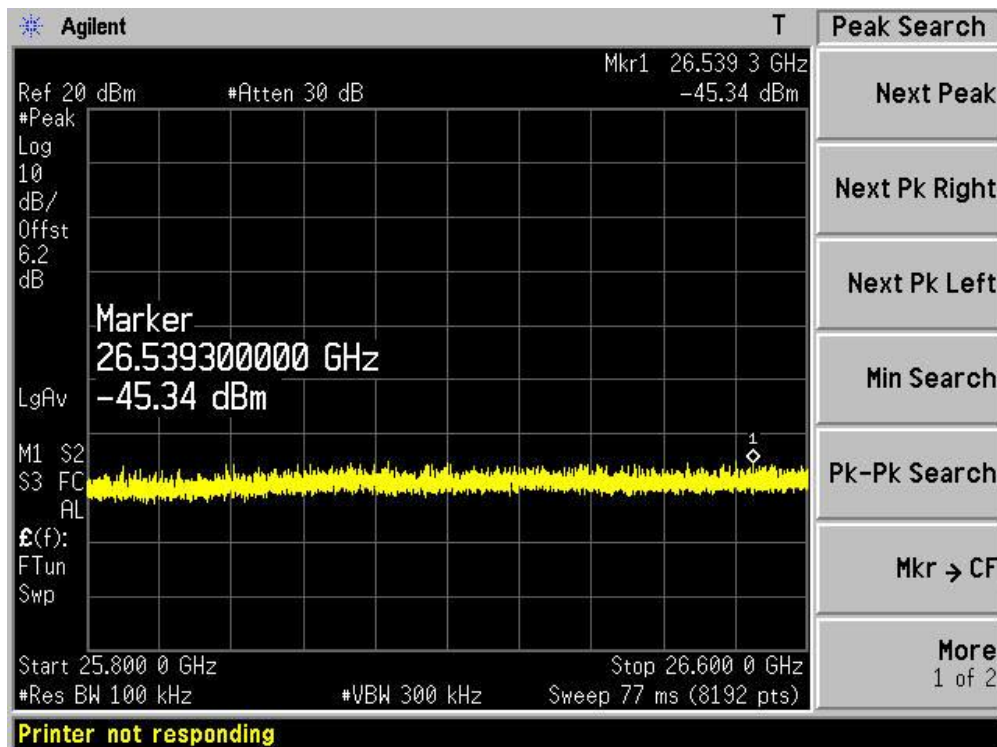 Agilent
T
Peak Search
Mkr1 26.539 3 GHz
Ref 20 dBm #Atten 30 dB -45.34 dBm
#Peak
Log
10
dB/
Offst
6.2
dB
Marker
26.539300000 GHz
-45.34 dBm
LgAv
1
M1 S2
S3 FC
AL
£(f):
FTun
Swp
Start 25.800 0 GHz Stop 26.600 0 GHz
#Res BW 100 kHz #VBW 300 kHz Sweep 77 ms (8192 pts)
Printer not responding
Next Peak
Next Pk Right
Next Pk Left
Min Search
Pk-Pk Search
Mkr → CF
More
1 of 2